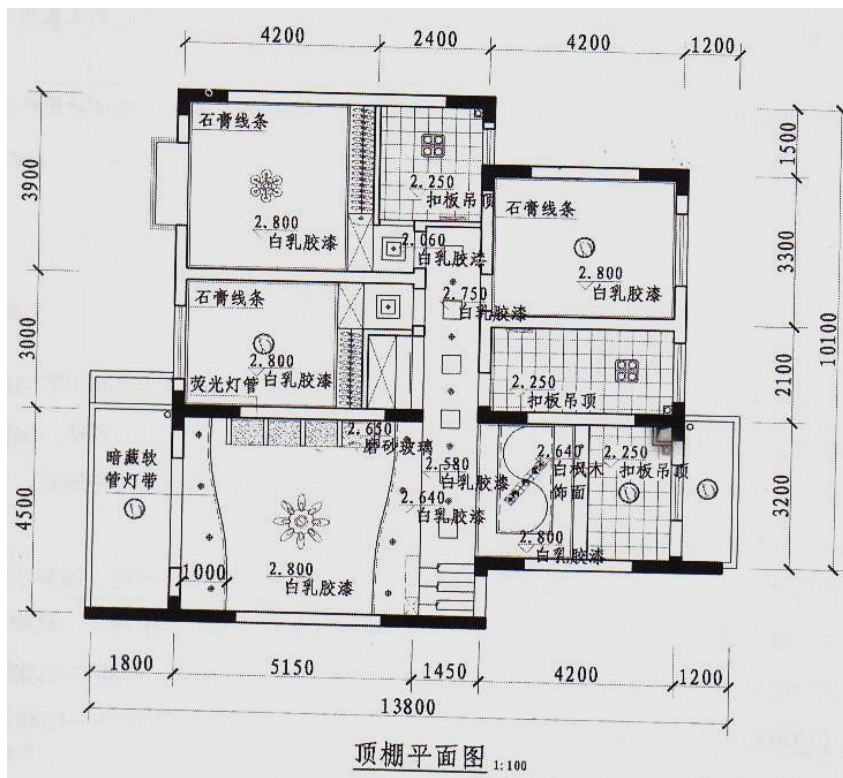 4200
2400
4200
1200
3900
3000
4500
1500
3300
2100
3200
10100
石膏线条
2.800
白乳胶漆
2.250
扣板吊顶
2.060
白乳胶漆
石膏线条
2.800
白乳胶漆
石膏线条
2.800
白乳胶漆
2.750
白乳胶漆
荧光灯管
2.250
扣板吊顶
2.650
磨砂玻璃
暗藏软
管灯带
2.580
白乳胶漆
2.640
白乳胶漆
2.640
白枫木
饰面
2.250
扣板吊顶
2.800
白乳胶漆
1000
2.800
白乳胶漆
1800
5150
1450
4200
1200
13800
顶棚平面图 1:100